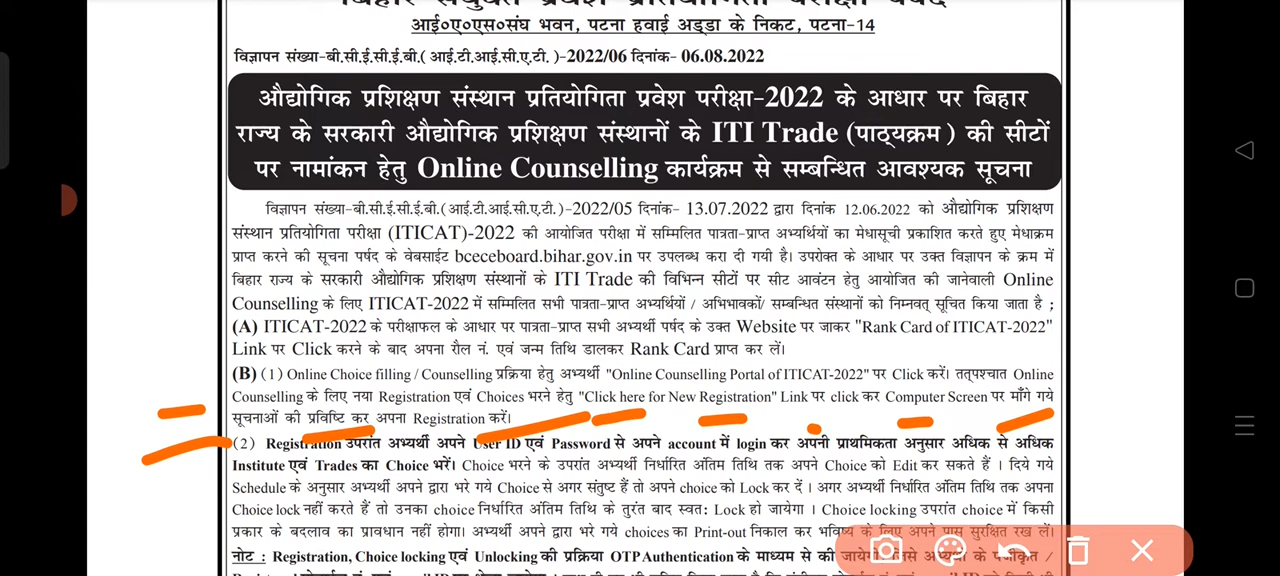 बिहार संयुक्त प्रवेश प्रतियोगिता परीक्षा पर्षद
आई०ए०एस०संघ भवन, पटना हवाई अड्डा के निकट, पटना-14
विज्ञापन संख्या-बी.सी.ई.सी.ई.बी.( आई.टी.आई.सी.ए.टी. )-2022/06 दिनांक- 06.08.2022
औद्योगिक प्रशिक्षण संस्थान प्रतियोगिता प्रवेश परीक्षा-2022 के आधार पर बिहार
राज्य के सरकारी औद्योगिक प्रशिक्षण संस्थानों के ITI Trade (पाठ्यक्रम ) की सीटों
पर नामांकन हेतु Online Counselling कार्यक्रम से सम्बन्धित आवश्यक सूचना
विज्ञापन संख्या-बी.सी.ई.सी.ई.बी.(आई.टी.आई.सी.ए.टी.)-2022/05 दिनांक- 13.07.2022 द्वारा दिनांक 12.06.2022 को औद्योगिक प्रशिक्षण
संस्थान प्रतियोगिता परीक्षा (ITICAT)-2022 की आयोजित परीक्षा में सम्मिलित पात्रता-प्राप्त अभ्यर्थियों का मेधासूची प्रकाशित करते हुए मेधाक्रम
प्राप्त करने की सूचना पर्षद के वेबसाईट bceceboard.bihar.gov.in पर उपलब्ध करा दी गयी है। उपरोक्त के आधार पर उक्त विज्ञापन के क्रम में
बिहार राज्य के सरकारी औद्योगिक प्रशिक्षण संस्थानों के ITI Trade की विभिन्न सीटों पर सीट आवंटन हेतु आयोजित की जानेवाली Online
Counselling के लिए ITICAT-2022 में सम्मिलित सभी पात्रता-प्राप्त अभ्यर्थियों / अभिभावकों/ सम्बन्धित संस्थानों को निम्नवत् सूचित किया जाता है ;
(A) ITICAT-2022 के परीक्षाफल के आधार पर पात्रता-प्राप्त सभी अभ्यर्थी पर्षद के उक्त Website पर जाकर "Rank Card of ITICAT-2022"
Link पर Click करने के बाद अपना रौल नं. एवं जन्म तिथि डालकर Rank Card प्राप्त कर लें।
(B) (1) Online Choice filling / Counselling प्रक्रिया हेतु अभ्यर्थी "Online Counselling Portal of ITICAT-2022" पर Click करें। तत्पश्चात Online
Counselling के लिए नया Registration एवं Choices भरने हेतु "Click here for New Registration" Link पर click कर Computer Screen पर माँगे गये
सूचनाओं की प्रविष्टि कर अपना Registration करें।
(2) Registration उपरांत अभ्यर्थी अपने User ID एवं Password से अपने account में login कर अपनी प्राथमिकता अनुसार अधिक से अधिक
Institute एवं Trades का Choice भरें। Choice भरने के उपरांत अभ्यर्थी निर्धारित अंतिम तिथि तक अपने Choice को Edit कर सकते हैं । दिये गये
Schedule के अनुसार अभ्यर्थी अपने द्वारा भरे गये Choice से अगर संतुष्ट हैं तो अपने choice को Lock कर दें । अगर अभ्यर्थी निर्धारित अंतिम तिथि तक अपना
Choice lock नहीं करते हैं तो उनका choice निर्धारित अंतिम तिथि के तुरंत बाद स्वत: Lock हो जायेगा । Choice locking उपरांत choice में किसी
प्रकार के बदलाव का प्रावधान नहीं होगा। अभ्यर्थी अपने द्वारा भरे गये choices का Print-out निकाल कर भविष्य के लिए अपने पास सुरक्षित रख लें।
नोट : Registration, Choice locking एवं Unlocking की प्रक्रिया OTP Authentication के माध्यम से की जायेगी